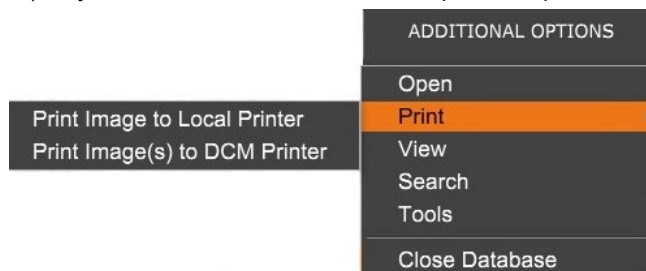 ADDITIONAL OPTIONS
Open
Print
Print Image to Local Printer
Print Image(s) to DCM Printer
View
Search
Tools
Close Database